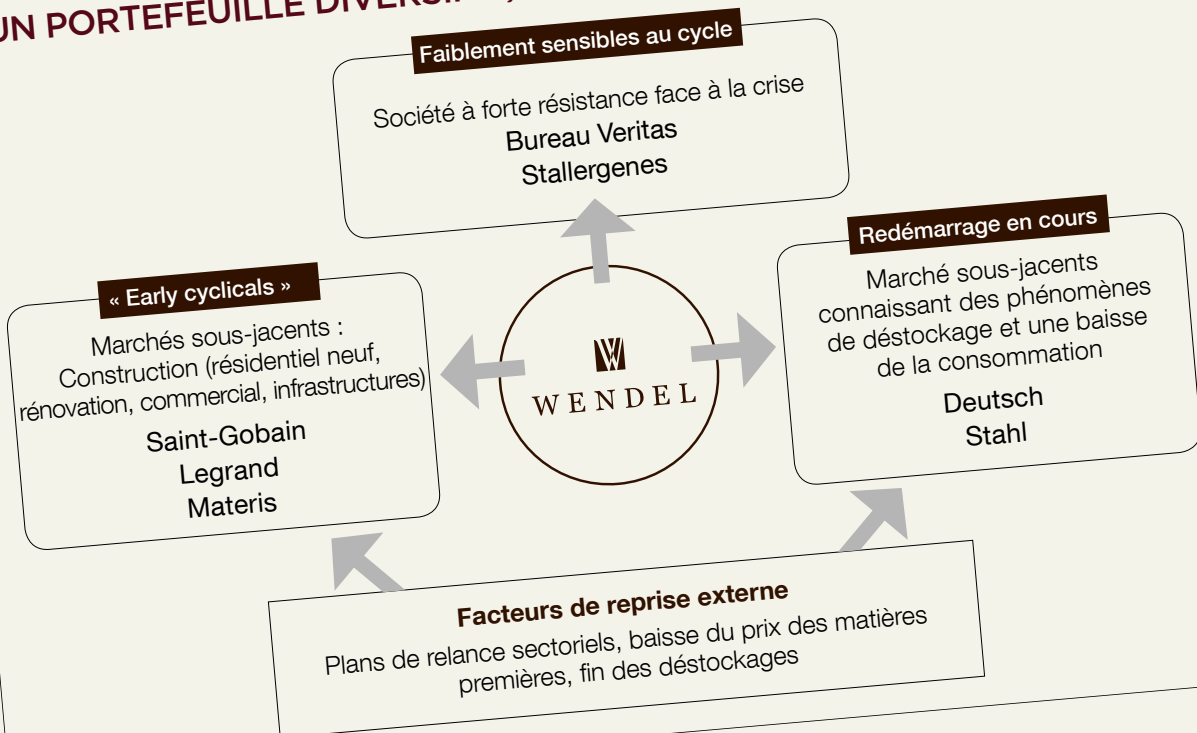 UN PORTEFEUILLE
Faiblement sensibles au cycle
Société à forte résistance face à la crise
Bureau Veritas
Stallergenes
« Early cyclicals »
Marchés sous-jacents :
Construction (résidentiel neuf,
rénovation, commercial, infrastructures)
Saint-Gobain
Legrand
Materis
WENDEL
Redémarrage en cours
Marché sous-jacents
connaissant des phénomènes
de déstockage et une baisse
de la consommation
Deutsch
Stahl
Facteurs de reprise externe
Plans de relance sectoriels, baisse du prix des matières
premières, fin des déstockages